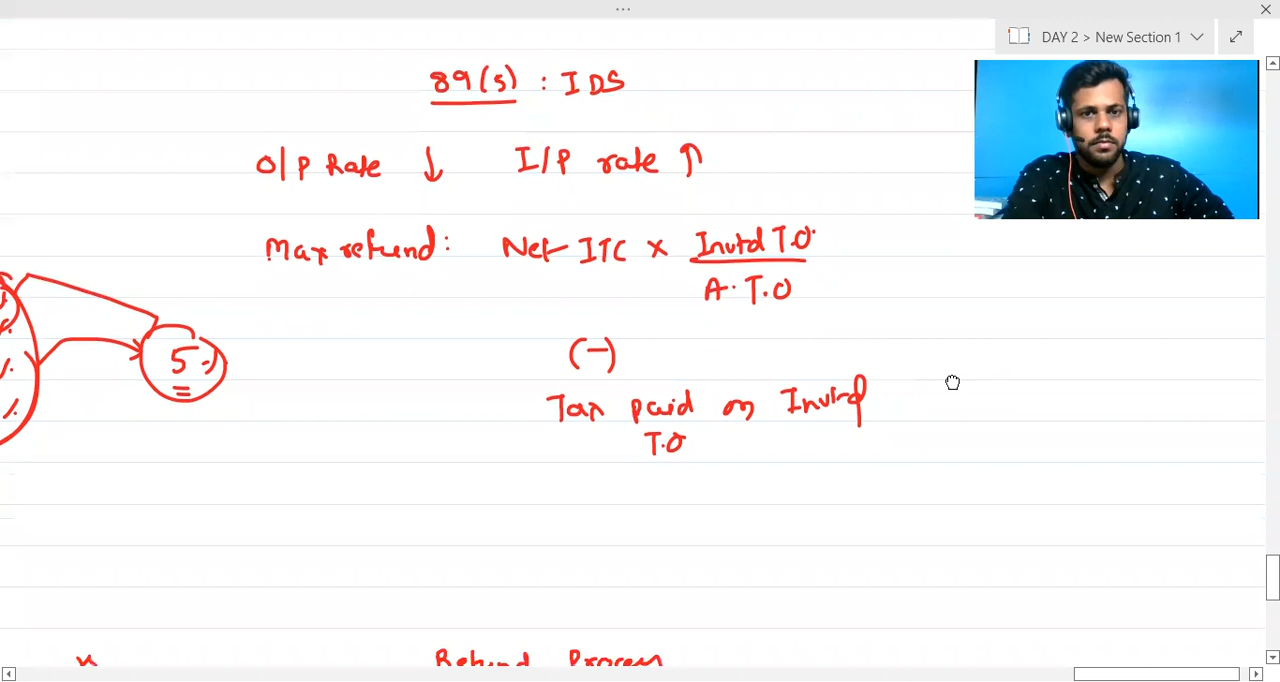 DAY 2 > New Section 1
89(5) : IDS
O/P Rate ↓ I/P rate ↑
Max refund : Net ITC × Invtd T.O
A. T.O
5%
(-)
Tax paid on Invtd
T.O
Refund Process